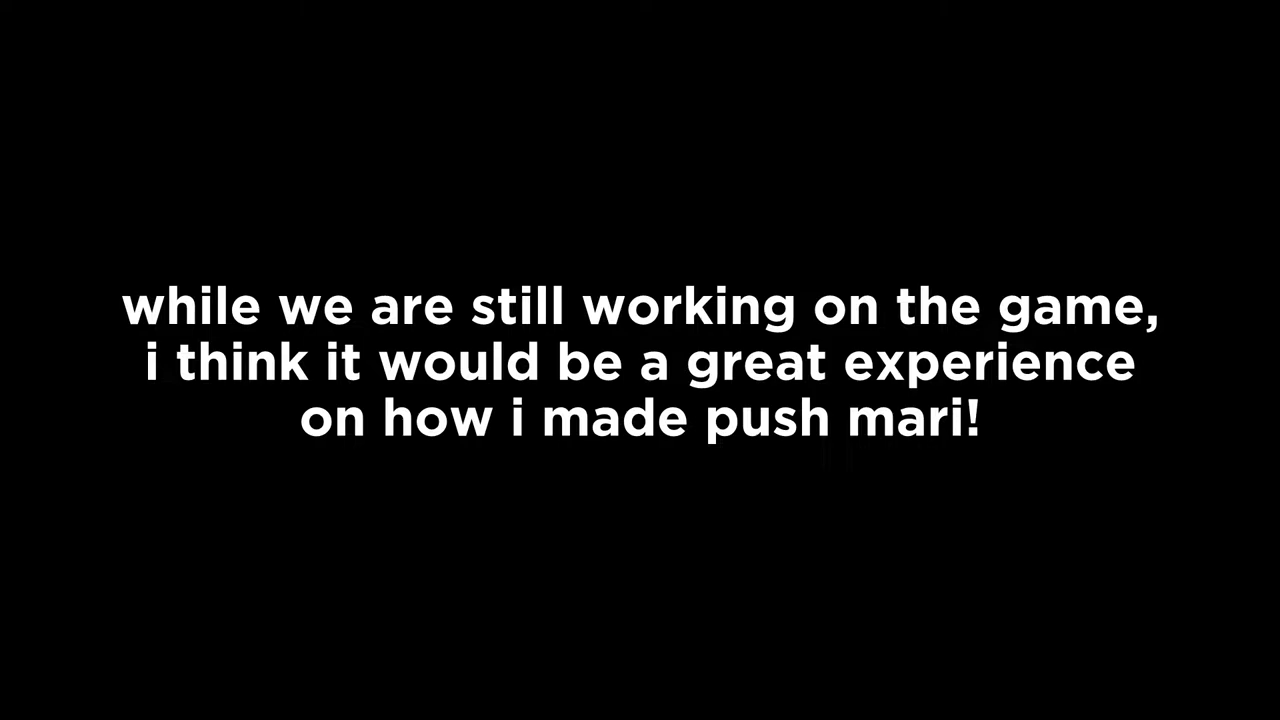 while we are still working on the game,
i think it would be a great experience
on how i made push mari!